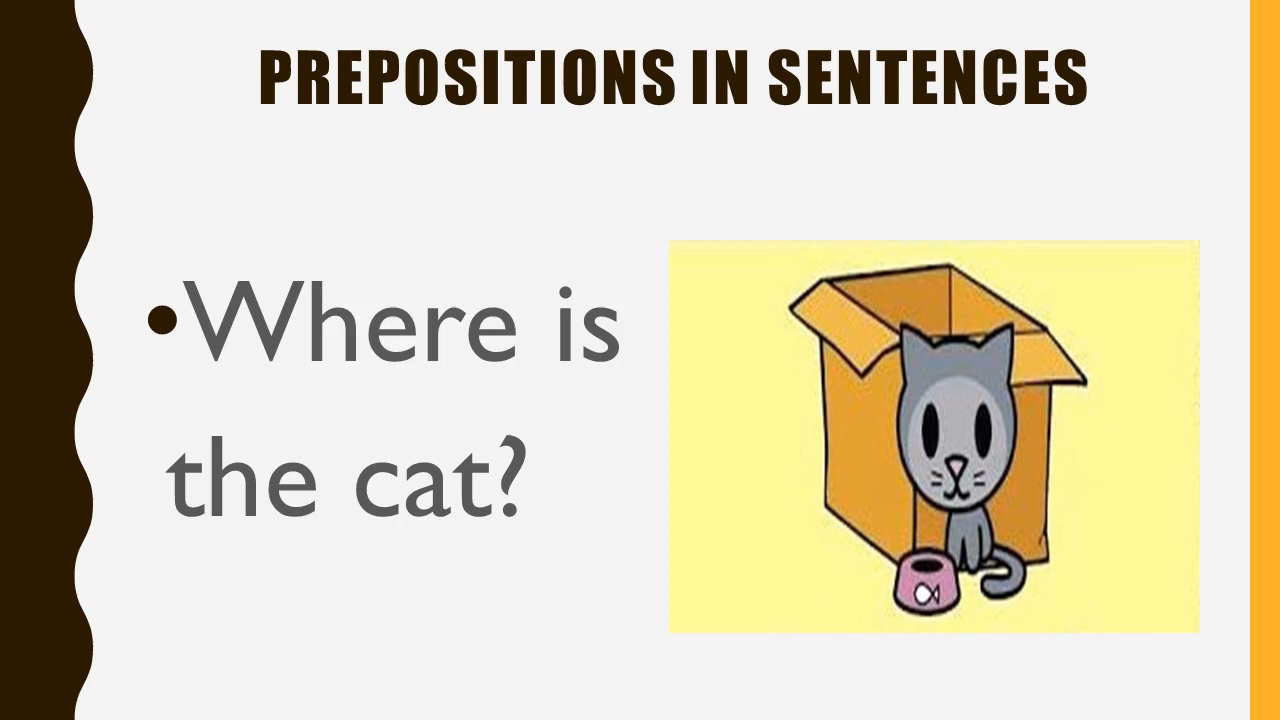 PREPOSITIONS IN SENTENCES
•Where is
the cat?